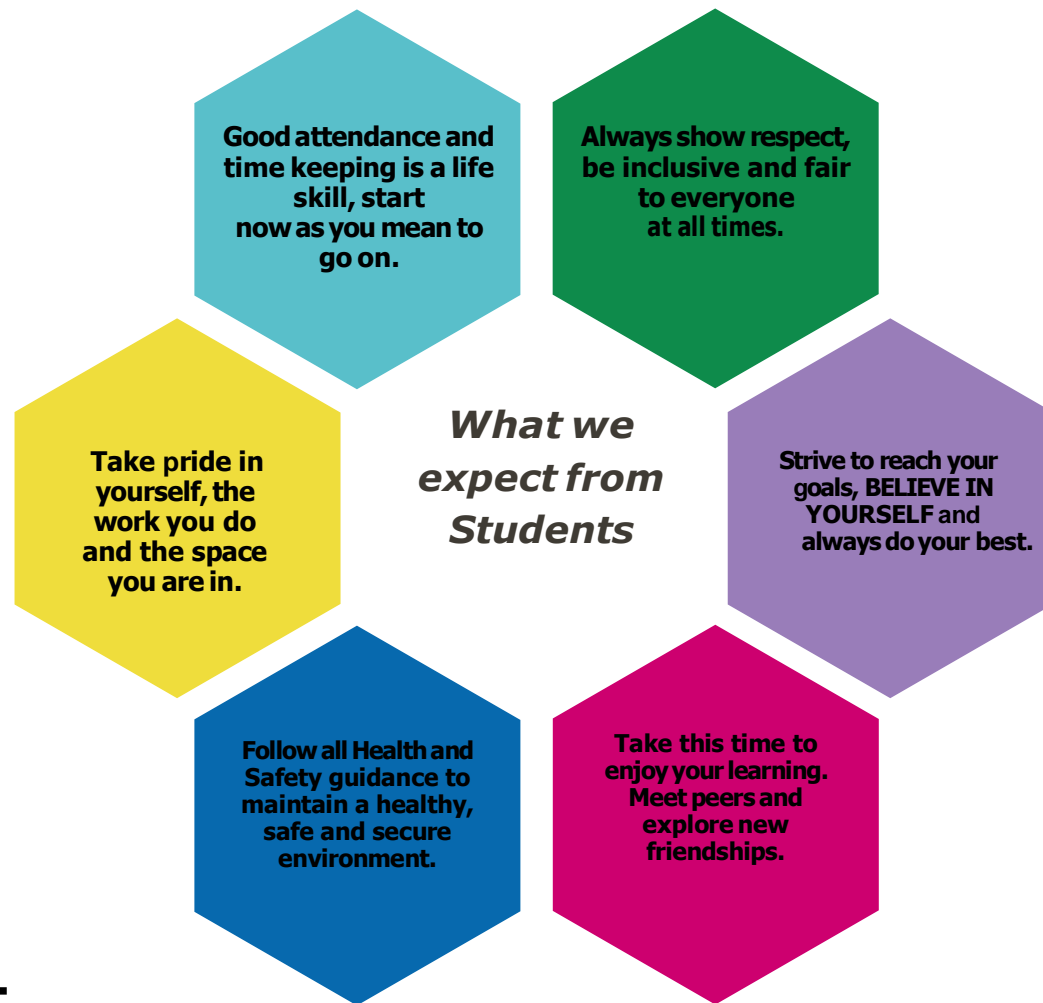 Good attendance and
time keeping is a life
skill, start
now as you mean to
go on.
Always show respect,
be inclusive and fair
to everyone
at all times.
What we
expect from
Students
Take pride in
yourself, the
work you do
and the space
you are in.
Strive to reach your
goals, BELIEVE IN
YOURSELF and
always do your best.
Follow all Health and
Safety guidance to
maintain a healthy,
safe and secure
environment.
Take this time to
enjoy your learning.
Meet peers and
explore new
friendships.